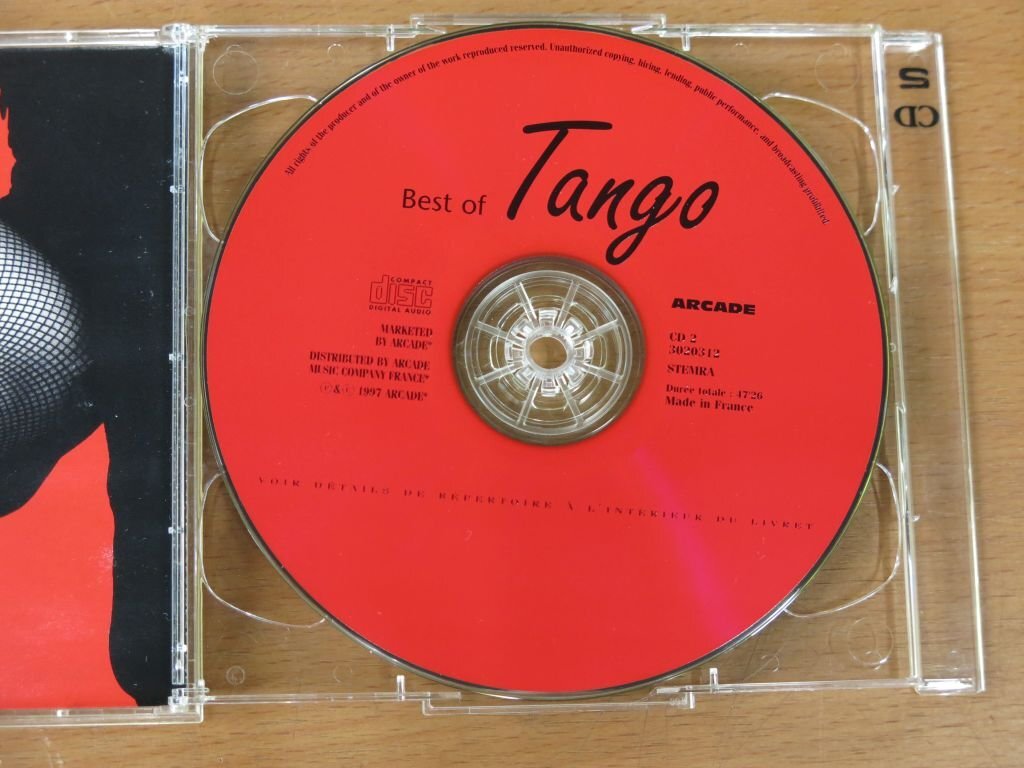 All rights of the producer and of the owner of the work reproduced reserved. Unauthorized copying, hiring, lending, public performance, and broadcasting prohibited.
Best of Tango
COMPACT
disc
DIGITAL AUDIO
MARKETED
BY ARCADE*
DISTRIBUTED BY ARCADE
MUSIC COMPANY FRANCE*
Ⓟ&© 1997 ARCADE*
ARCADE
CD 2
3020312
STEMRA
Durée totale : 47'26
Made in France
VOIR DÉTAILS DE RÉPERTOIRE À L'INTÉRIEUR DU LIVRET
2
CD